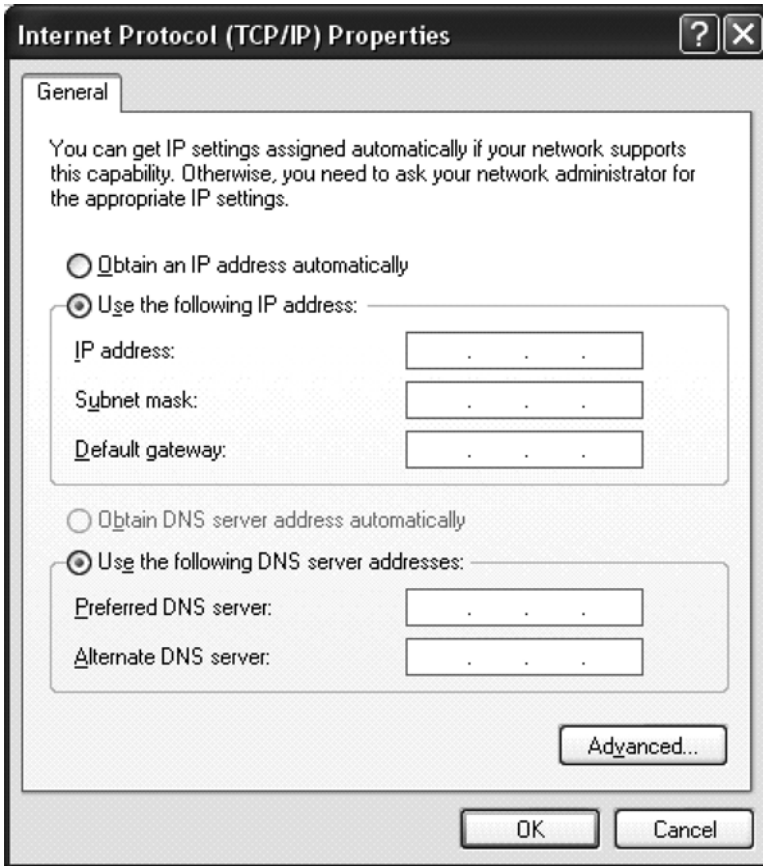 Internet Protocol (TCP/IP) Properties
General
You can get IP settings assigned automatically if your network supports
this capability. Otherwise, you need to ask your network administrator for
the appropriate IP settings.
Obtain an IP address automatically
Use the following IP address:
IP address: . . .
Subnet mask: . . .
Default gateway: . . .
Obtain DNS server address automatically
Use the following DNS server addresses:
Preferred DNS server: . . .
Alternate DNS server: . . .
Advanced...
OK Cancel